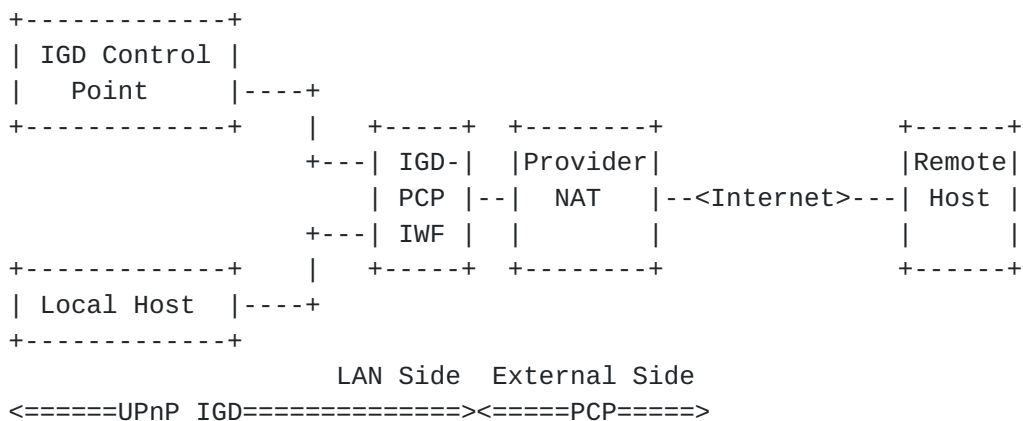 +-------------+
| IGD Control |
|   Point     |----+
+-------------+    |   +-----+  +--------+               +------+
                   +---| IGD-|  |Provider|               |Remote|
                       | PCP |--|  NAT   |--<Internet>---| Host |
                   +---| IWF |  |        |               |      |
+-------------+    |   +-----+  +--------+               +------+
| Local Host  |----+
+-------------+
                     LAN Side  External Side
<======UPnP IGD==============><=====PCP=====>